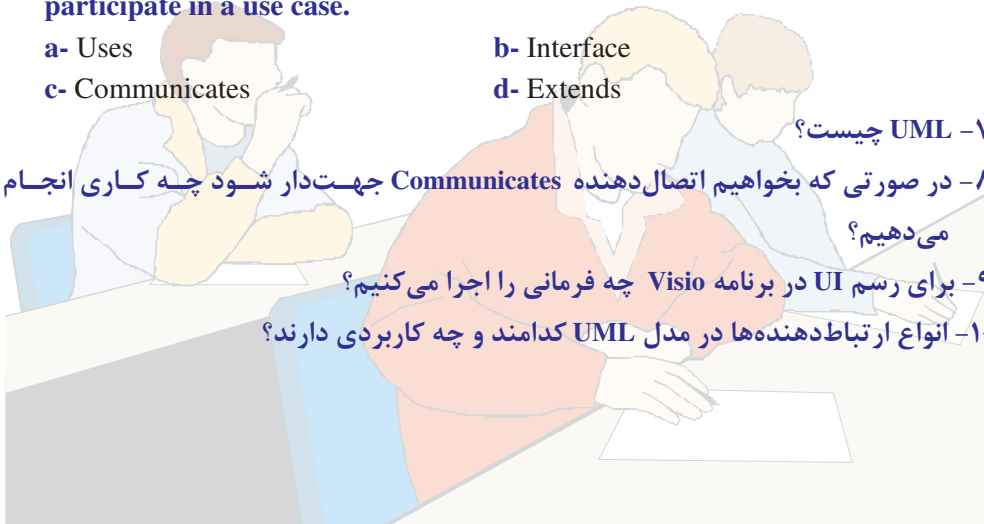 participate in a use case.
a- Uses b- Interface
c- Communicates d- Extends
۷- UML چیست؟
۸- در صورتی که بخواهیم اتصال‌دهنده Communicates جهت‌دار شود چه کاری انجام
می‌دهیم؟
۹- برای رسم UI در برنامه Visio چه فرمانی را اجرا می‌کنیم؟
۱۰- انواع ارتباط‌دهنده‌ها در مدل UML کدامند و چه کاربردی دارند؟